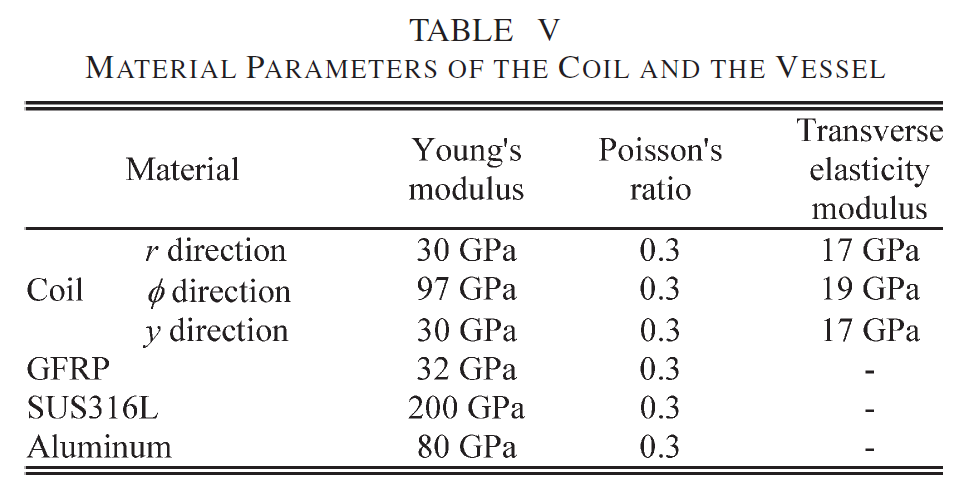 TABLE V
MATERIAL PARAMETERS OF THE COIL AND THE VESSEL
Material Young's modulus Poisson's ratio Transverse elasticity modulus
Coil r direction 30 GPa 0.3 17 GPa
ϕ direction 97 GPa 0.3 19 GPa
y direction 30 GPa 0.3 17 GPa
GFRP 32 GPa 0.3 -
SUS316L 200 GPa 0.3 -
Aluminum 80 GPa 0.3 -